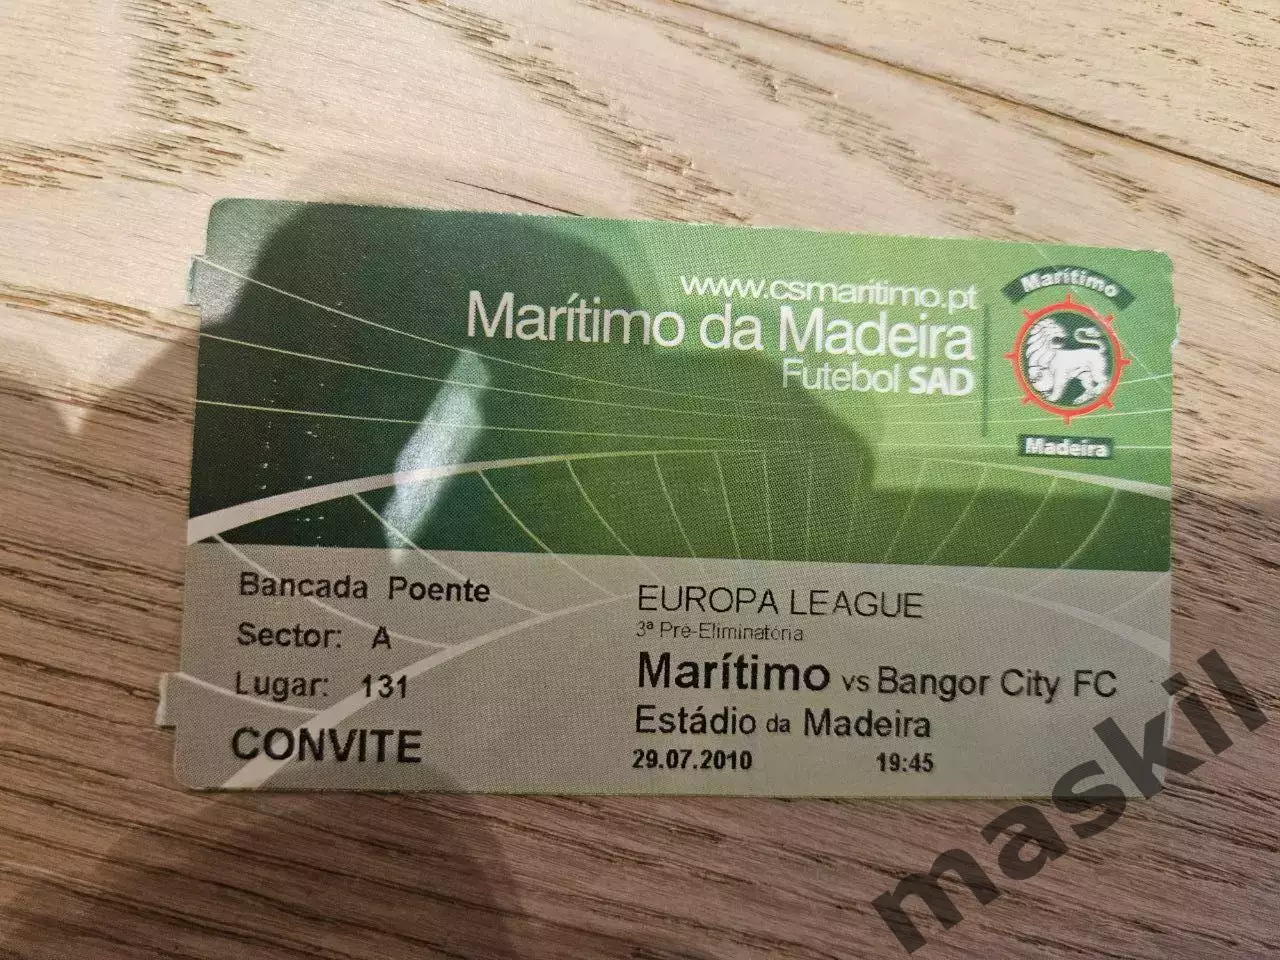 www.csmaritimo.pt
Marítimo da Madeira
Futebol SAD
Marítimo
Madeira
Bancada Poente
Sector: A
Lugar: 131
CONVITE
EUROPA LEAGUE
3ª Pré-Eliminatória
Marítimo vs Bangor City FC
Estádio da Madeira
29.07.2010 19:45
maskil